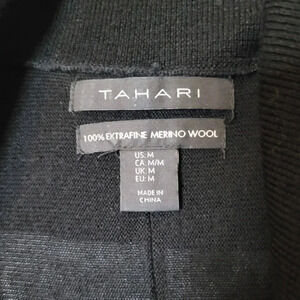 TAHARI
100% EXTRAFINE MERINO WOOL
US: M
CA: M/M
UK: M
EU: M
MADE IN
CHINA